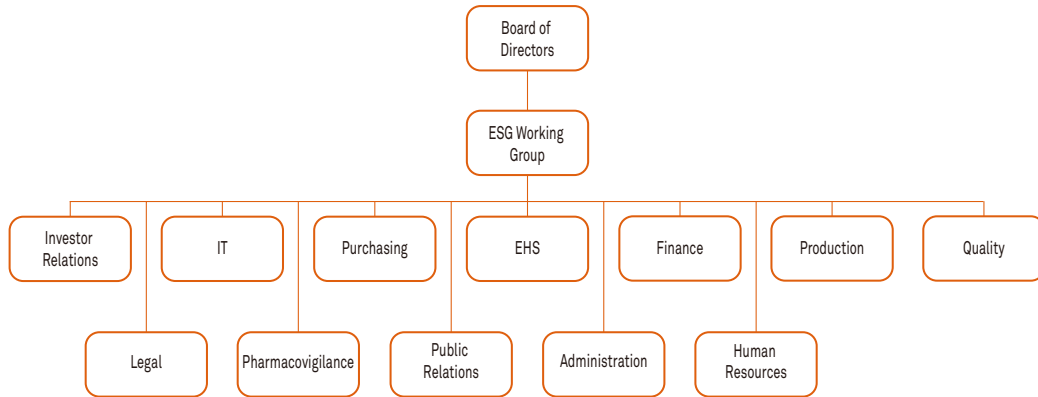 Board of
Directors
ESG Working
Group
Investor
Relations
IT
Purchasing
EHS
Finance
Production
Quality
Legal
Pharmacovigilance
Public
Relations
Administration
Human
Resources